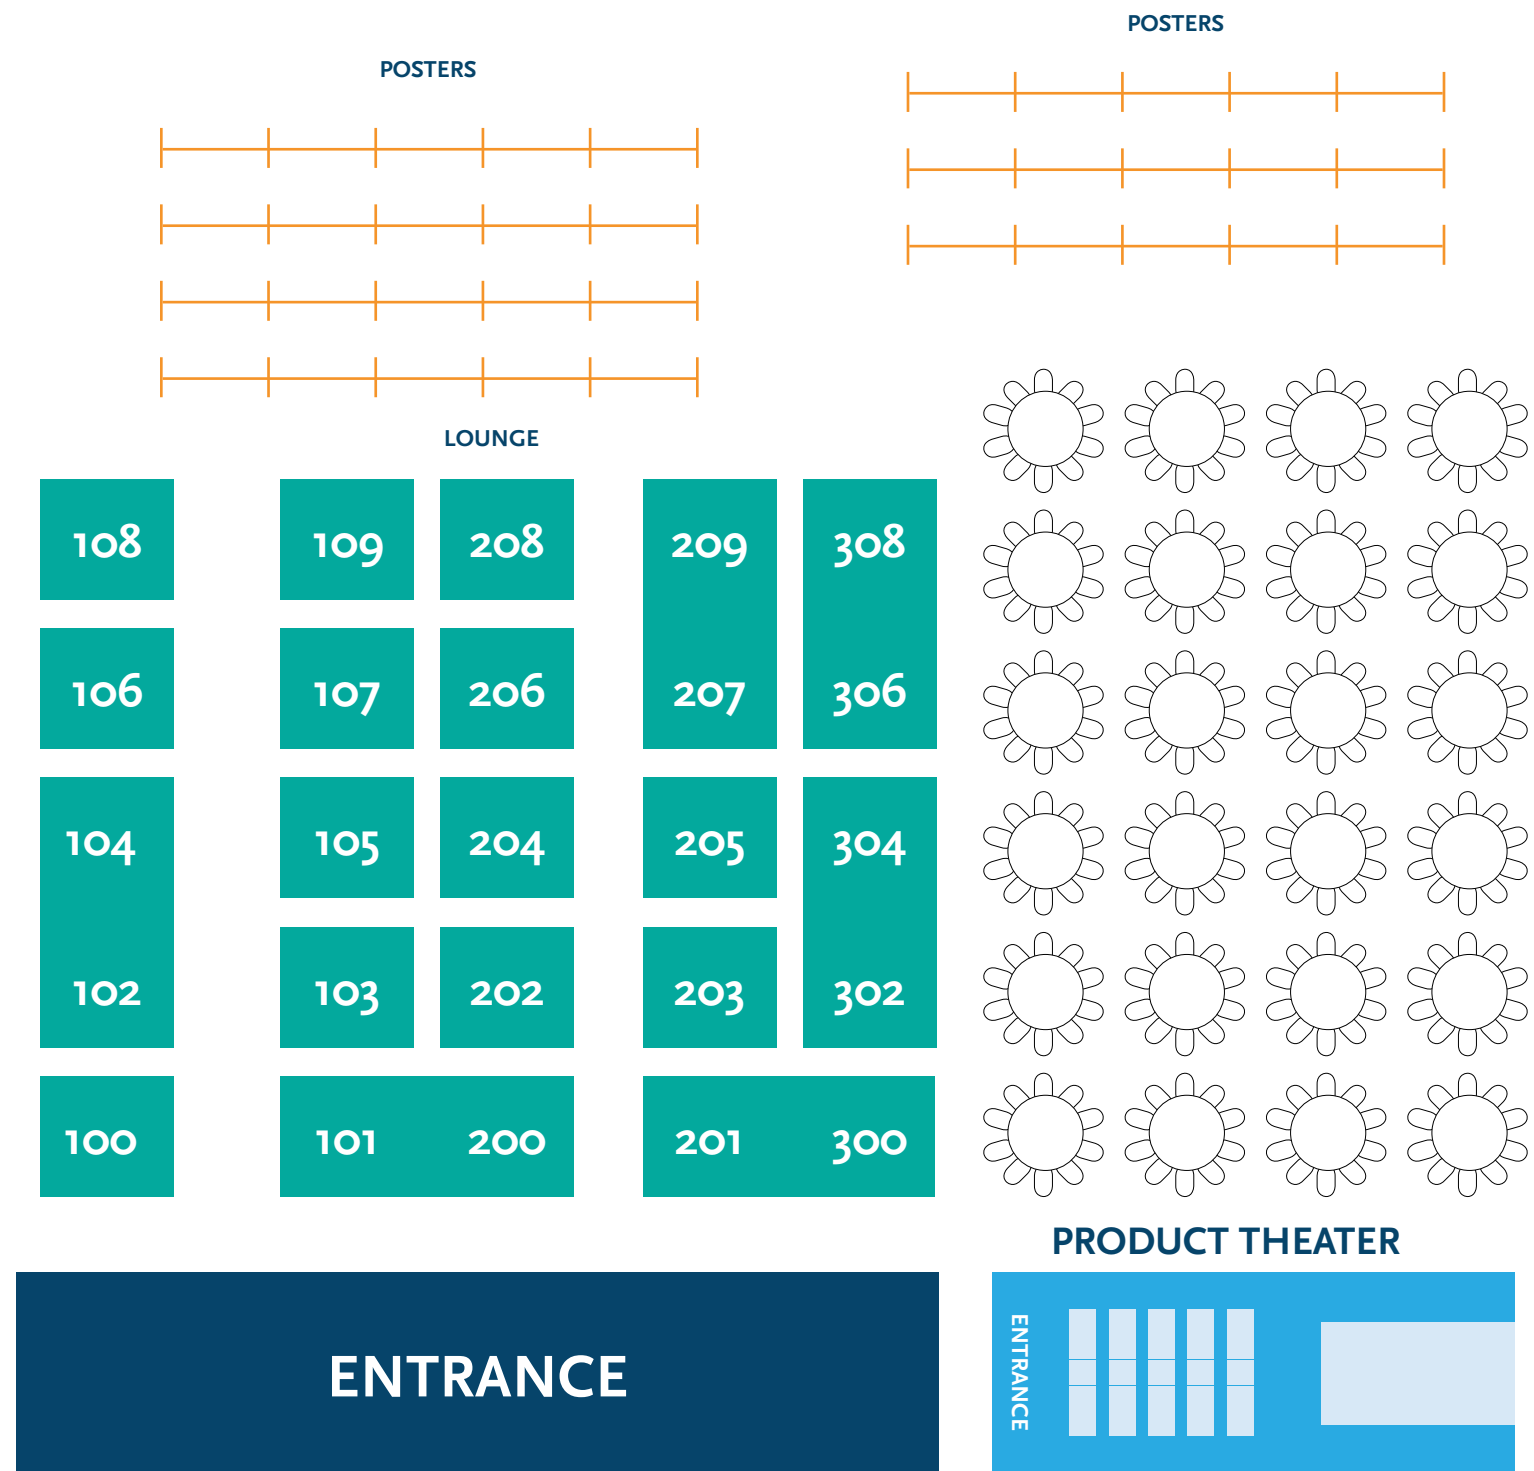 POSTERS
POSTERS
LOUNGE
108 109 208 209 308
106 107 206 207 306
104 105 204 205 304
102 103 202 203 302
100 101 200 201 300
PRODUCT THEATER
ENTRANCE
ENTRANCE